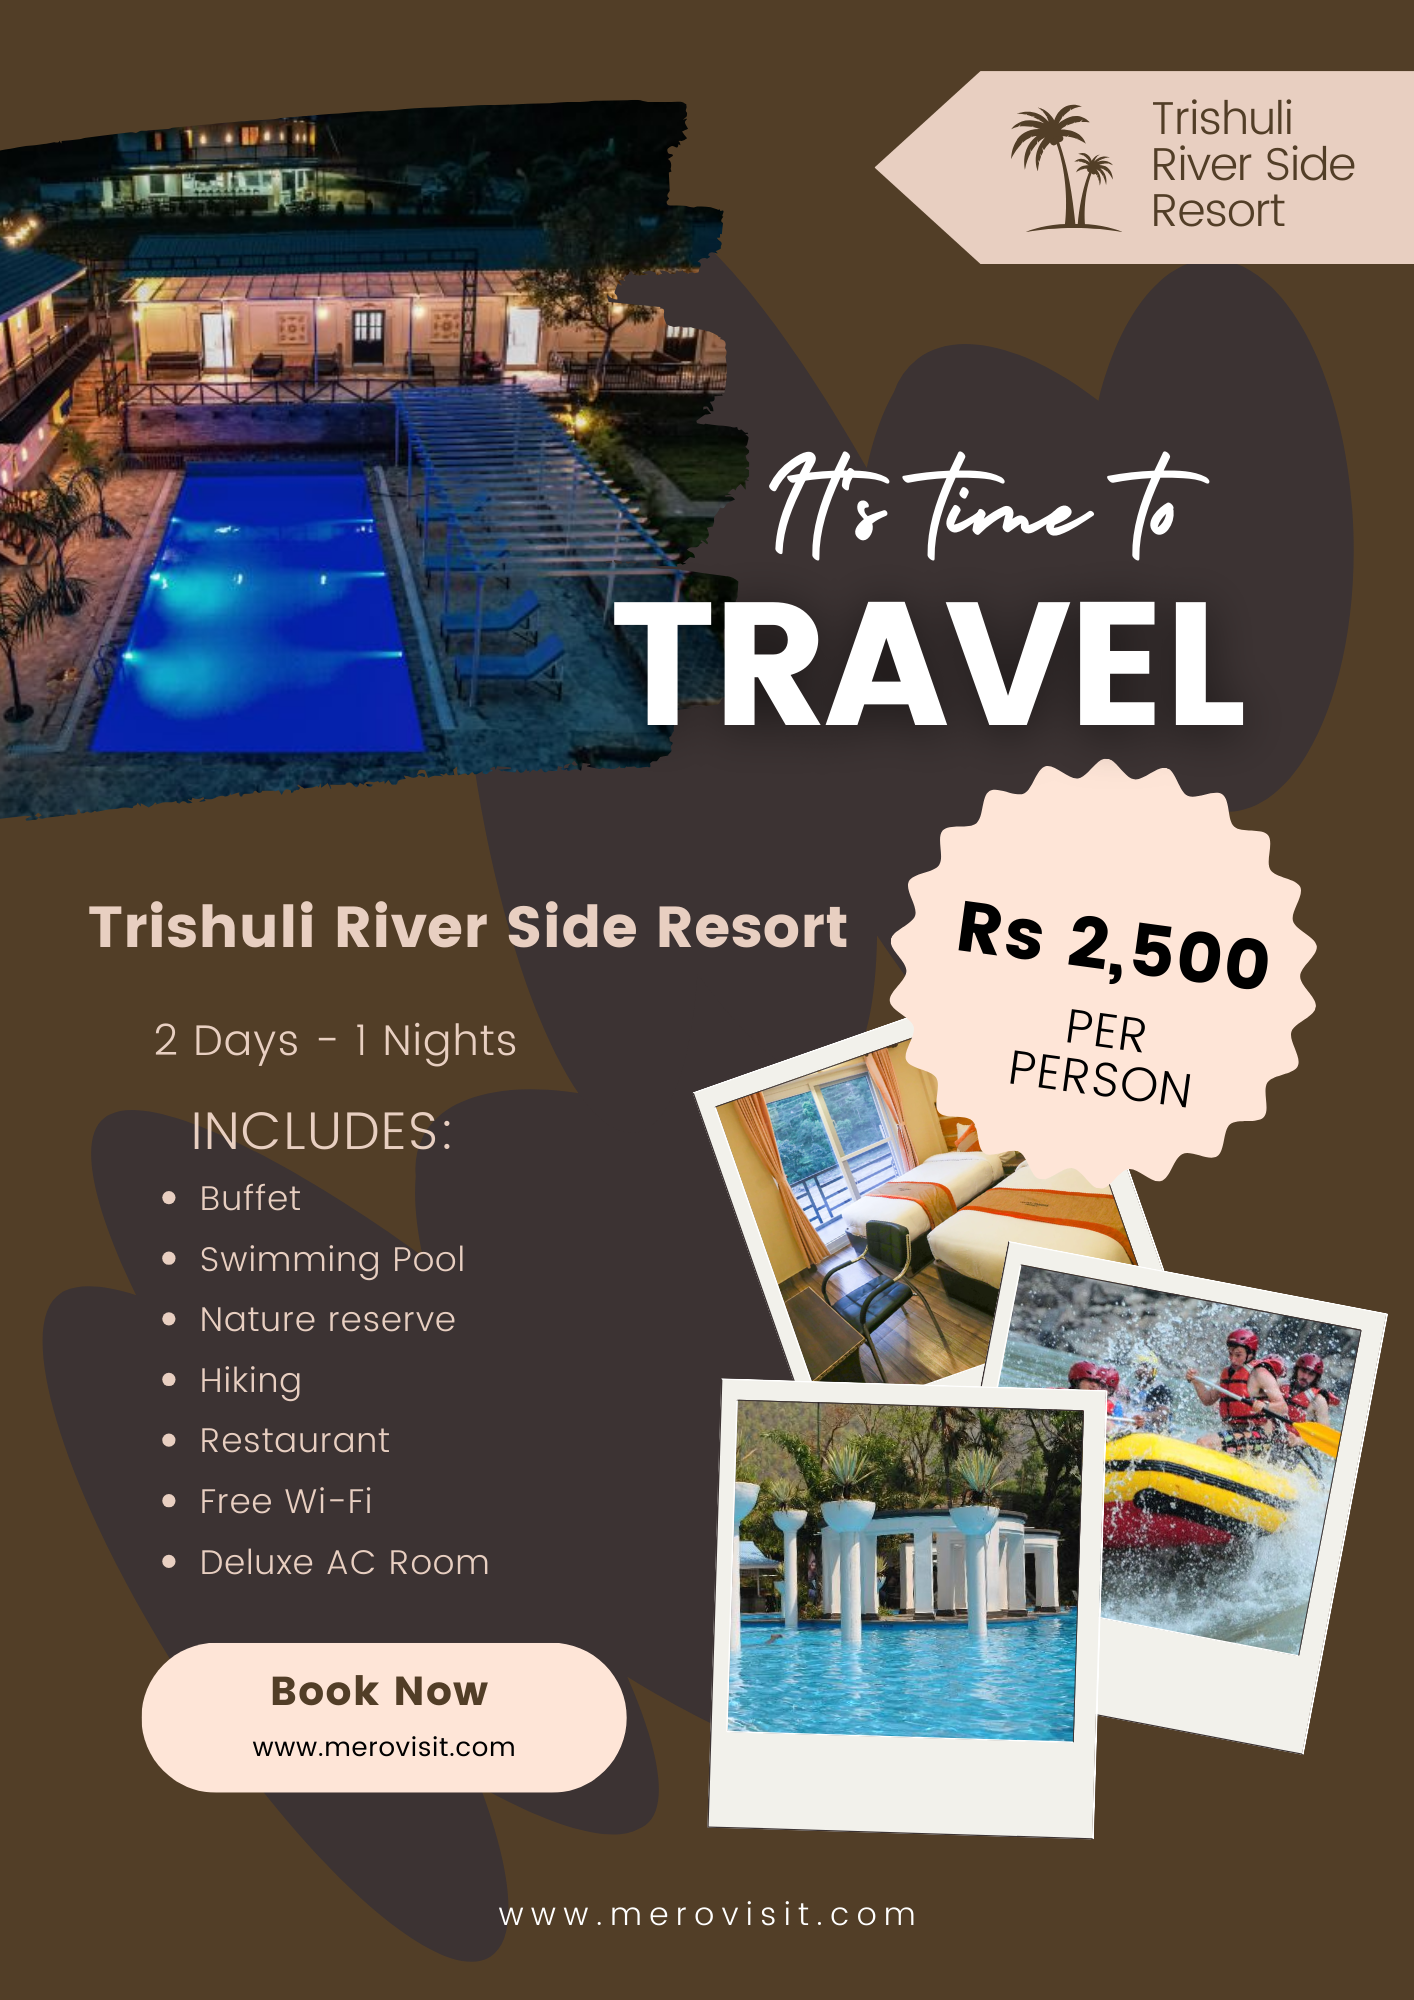 Trishuli
River Side
Resort
It's time to
TRAVEL
Trishuli River Side Resort
Rs 2,500
PER
PERSON
2 Days - 1 Nights
INCLUDES:
• Buffet
• Swimming Pool
• Nature reserve
• Hiking
• Restaurant
• Free Wi-Fi
• Deluxe AC Room
Book Now
www.merovisit.com
www.merovisit.com